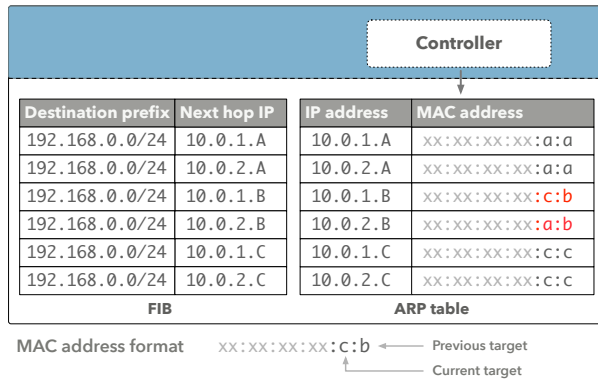 Controller
Destination prefix Next hop IP IP address MAC address
192.168.0.0/24 10.0.1.A 10.0.1.A xx:xx:xx:xx:a:a
192.168.0.0/24 10.0.2.A 10.0.2.A xx:xx:xx:xx:a:a
192.168.0.0/24 10.0.1.B 10.0.1.B xx:xx:xx:xx:c:b
192.168.0.0/24 10.0.2.B 10.0.2.B xx:xx:xx:xx:a:b
192.168.0.0/24 10.0.1.C 10.0.1.C xx:xx:xx:xx:c:c
192.168.0.0/24 10.0.2.C 10.0.2.C xx:xx:xx:xx:c:c
FIB ARP table
MAC address format xx:xx:xx:xx:c:b Previous target
Current target